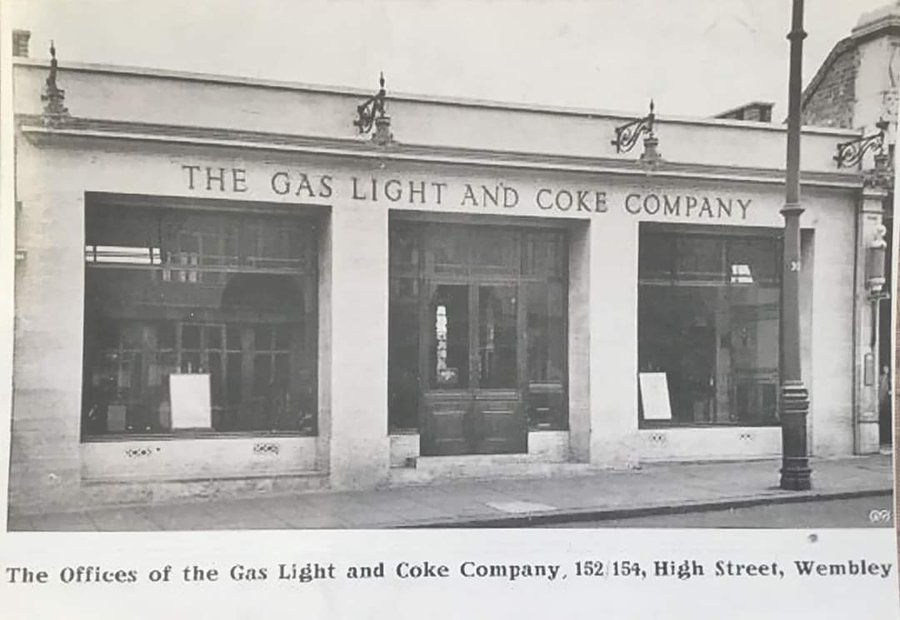 THE GAS LIGHT AND COKE COMPANY
The Offices of the Gas Light and Coke Company, 152/154, High Street, Wembley